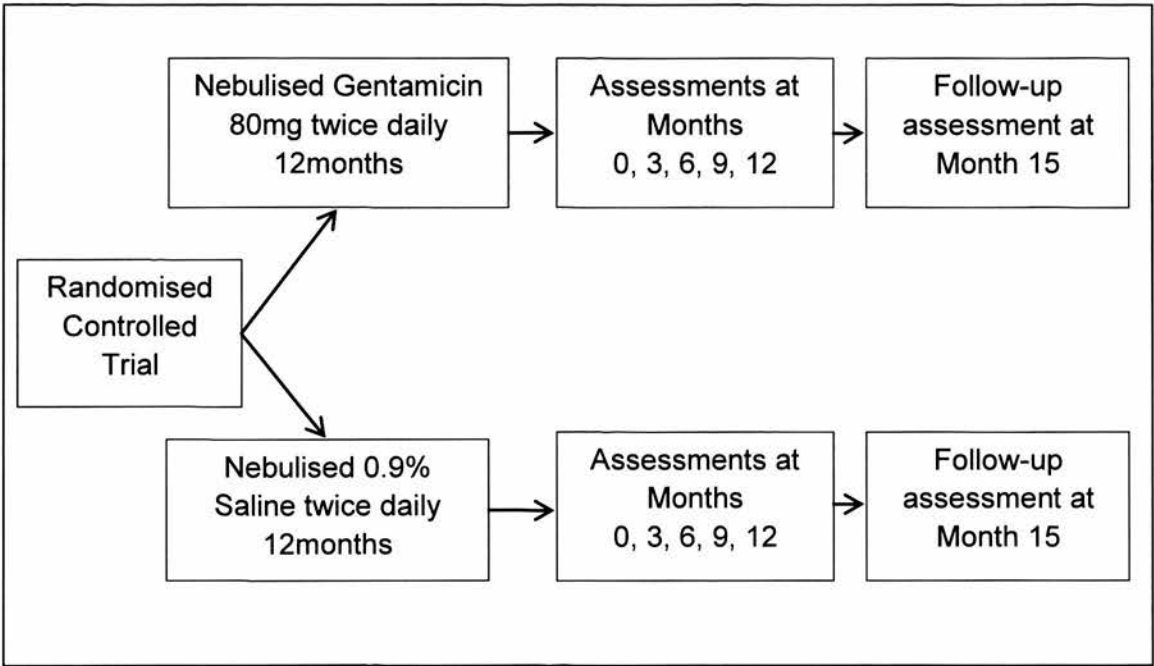 Randomised
Controlled
Trial
Nebulised Gentamicin
80mg twice daily
12months
Assessments at
Months
0, 3, 6, 9, 12
Follow-up
assessment at
Month 15
Nebulised 0.9%
Saline twice daily
12months
Assessments at
Months
0, 3, 6, 9, 12
Follow-up
assessment at
Month 15